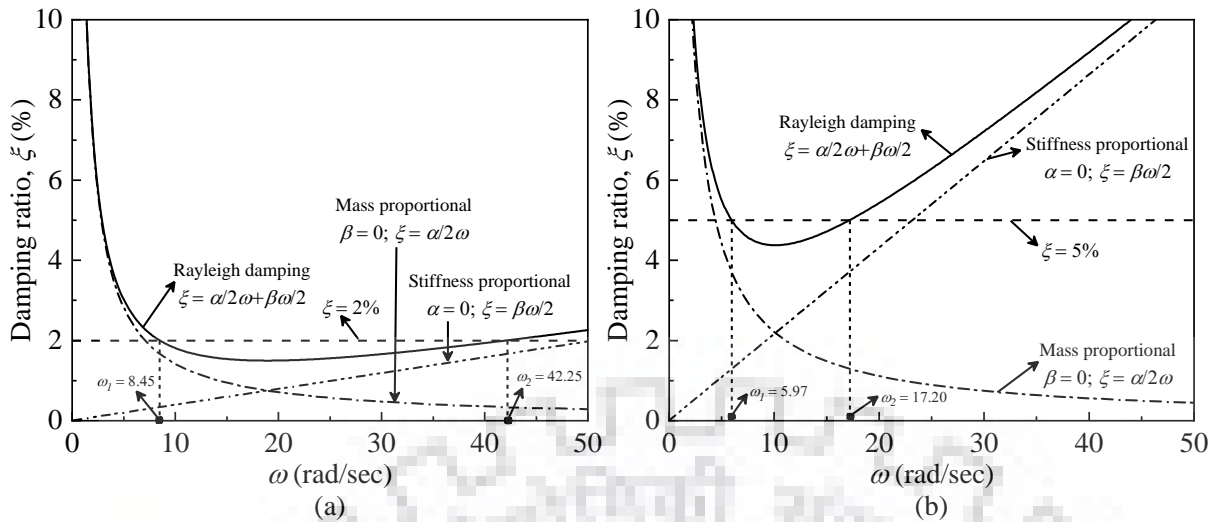 10
8
6
4
2
0
Damping ratio, ξ (%)
Mass proportional
β = 0; ξ = α/2ω
Rayleigh damping
ξ = α/2ω+βω/2
Stiffness proportional
α = 0; ξ = βω/2
ξ = 2%
ω1 = 8.45
ω2 = 42.25
0 10 20 30 40 50
ω (rad/sec)
(a)
10
8
6
4
2
0
Damping ratio, ξ (%)
Rayleigh damping
ξ = α/2ω+βω/2
Stiffness proportional
α = 0; ξ = βω/2
ξ = 5%
Mass proportional
β = 0; ξ = α/2ω
ω1 = 5.97
ω2 = 17.20
0 10 20 30 40 50
ω (rad/sec)
(b)